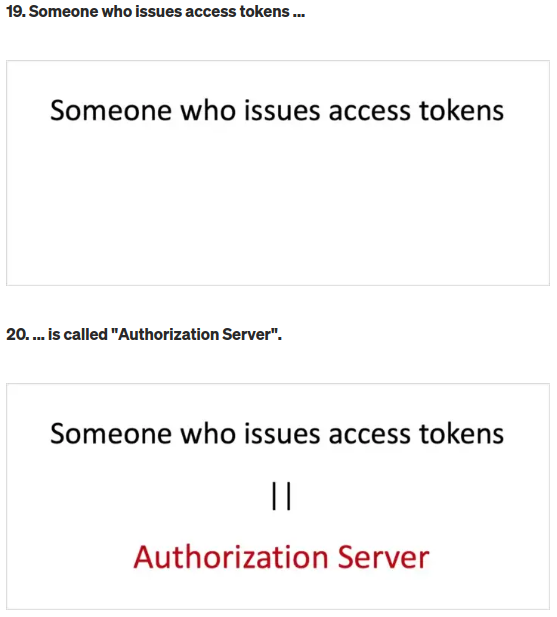 19. Someone who issues access tokens ...
Someone who issues access tokens
20. ... is called "Authorization Server".
Someone who issues access tokens
||
Authorization Server